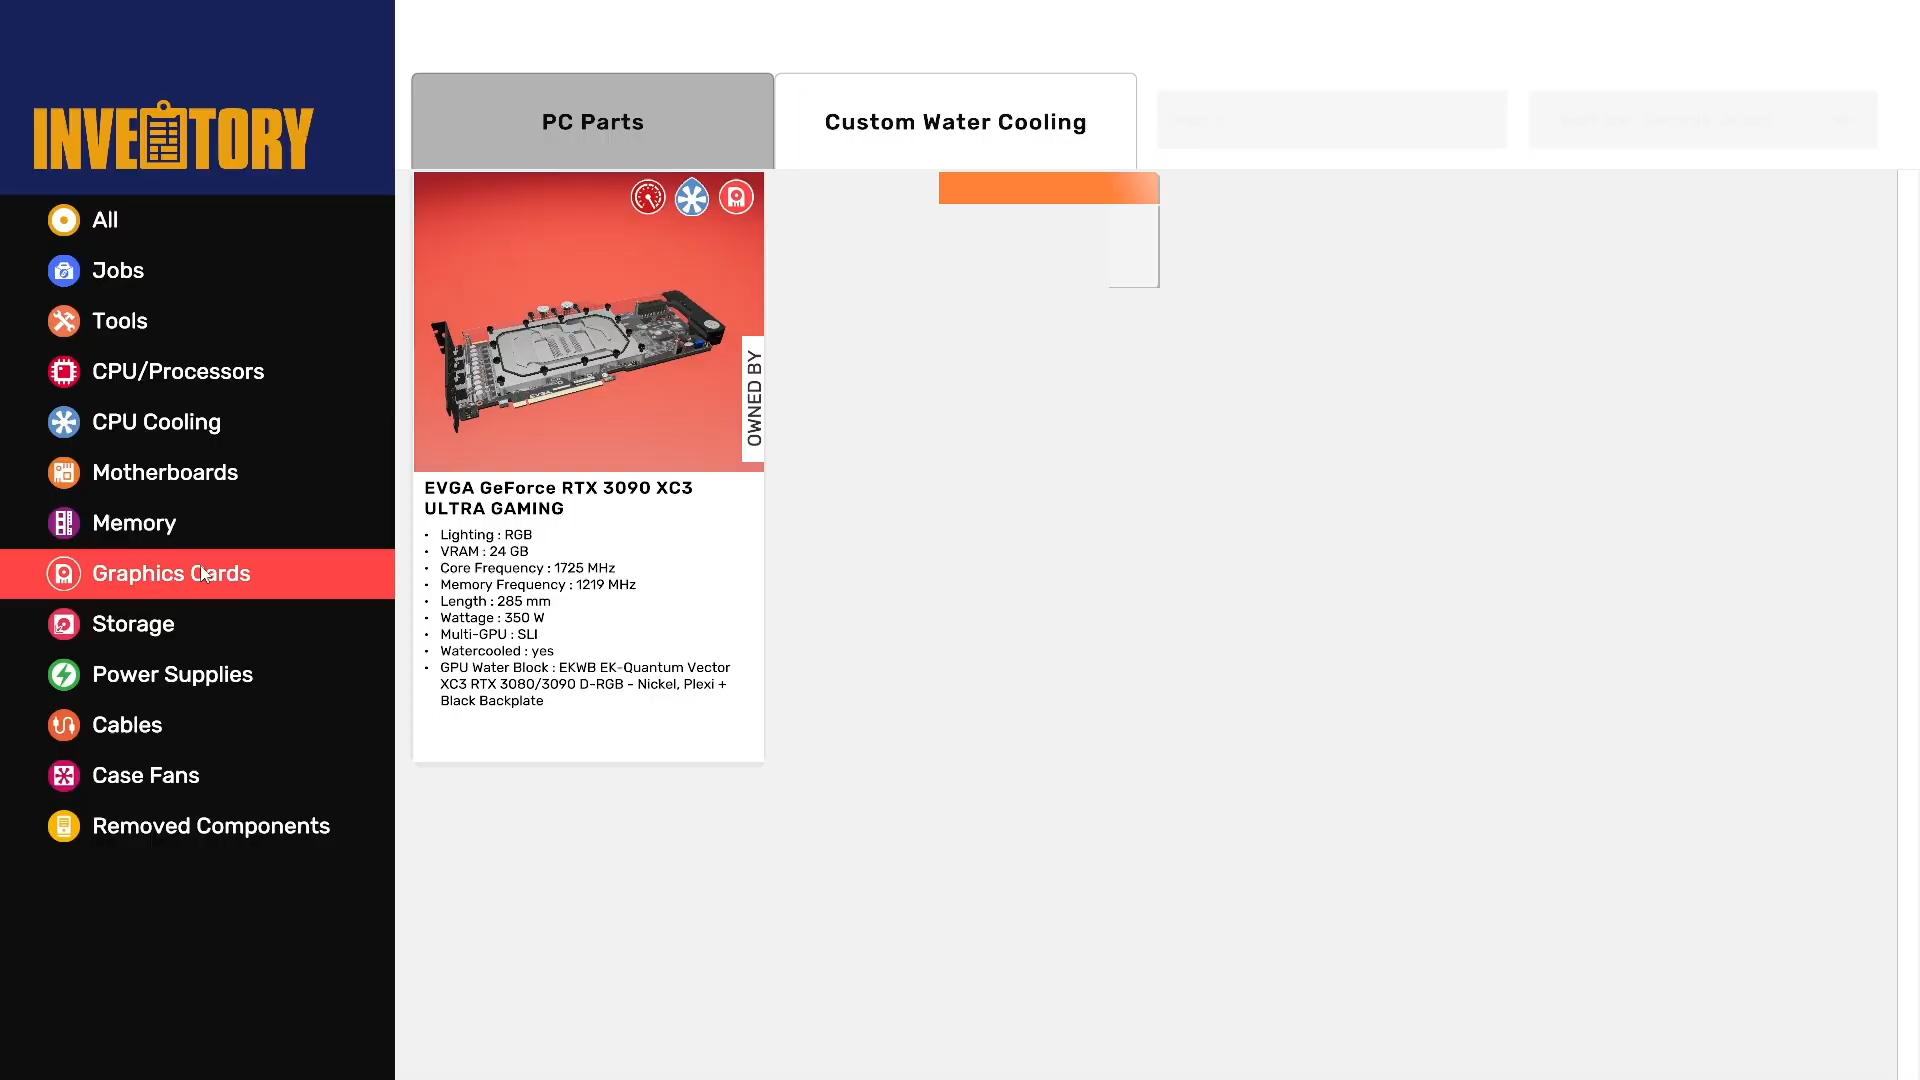 INVENTORY
All
Jobs
Tools
CPU/Processors
CPU Cooling
Motherboards
Memory
Graphics Cards
Storage
Power Supplies
Cables
Case Fans
Removed Components
PC Parts
Custom Water Cooling
OWNED BY
EVGA GeForce RTX 3090 XC3
ULTRA GAMING
• Lighting : RGB
• VRAM : 24 GB
• Core Frequency : 1725 MHz
• Memory Frequency : 1219 MHz
• Length : 285 mm
• Wattage : 350 W
• Multi-GPU : SLI
• Watercooled : yes
• GPU Water Block : EKWB EK-Quantum Vector
XC3 RTX 3080/3090 D-RGB - Nickel, Plexi +
Black Backplate